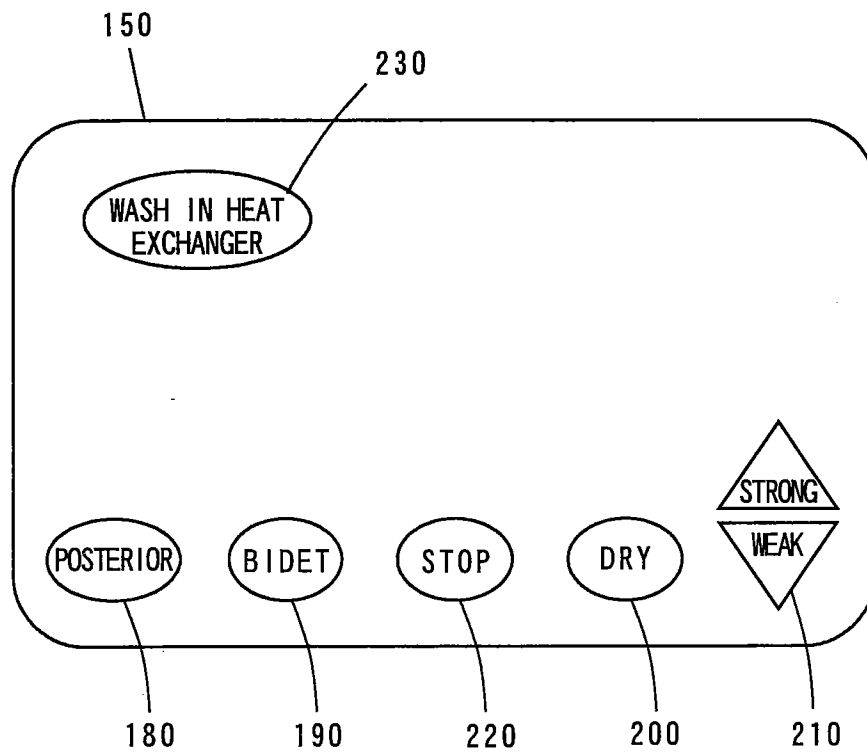 150
230
WASH IN HEAT
EXCHANGER
STRONG
WEAK
POSTERIOR
BIDET
STOP
DRY
180
190
220
200
210